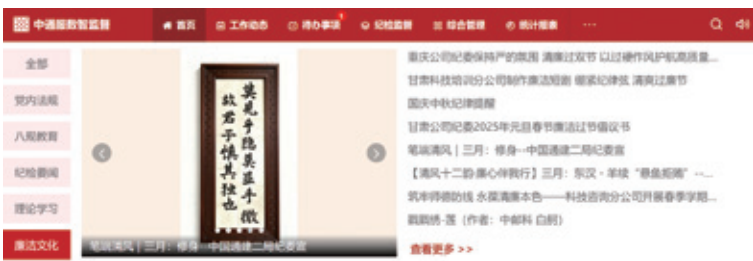 中通服数智监督
首页 工作动态 待办事项 纪检监督 综合管理 统计报表 ...
全部
党内法规
八规教育
纪检要闻
理论学习
廉洁文化
莫见乎隐莫显乎微
故君子慎其独也
笔端清风 | 三月：修身--中国通建二局纪委宣
重庆公司纪委保持严的氛围 清廉过双节 以过硬作风护航高质量...
甘肃科技培训分公司制作廉洁短剧 绷紧纪律弦 清爽过廉节
国庆中秋纪律提醒
甘肃公司纪委2025年元旦春节廉洁过节倡议书
笔端清风 | 三月：修身--中国通建二局纪委宣
【清风十二韵·廉心伴我行】三月：东汉·羊续“悬鱼拒贿”--...
筑牢师德防线 永葆清廉本色——科技咨询分公司开展春季学期...
戳戳绣-莲（作者：中邮科 白舸）
查看更多 >>